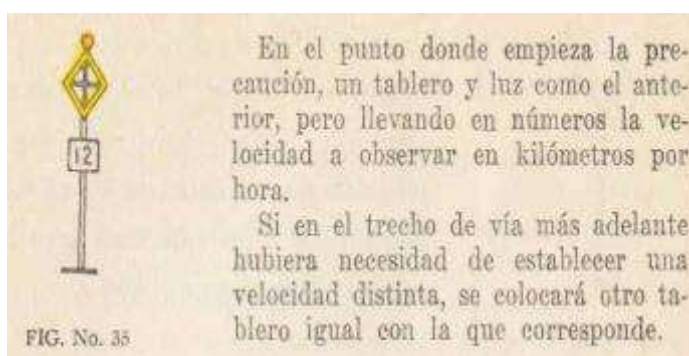 En el punto donde empieza la pre-
caución, un tablero y luz como el ante-
rior, pero llevando en números la ve-
locidad a observar en kilómetros por
hora.
Si en el trecho de vía más adelante
hubiera necesidad de establecer una
velocidad distinta, se colocará otro ta-
blero igual con la que corresponde.
12
FIG. No. 35